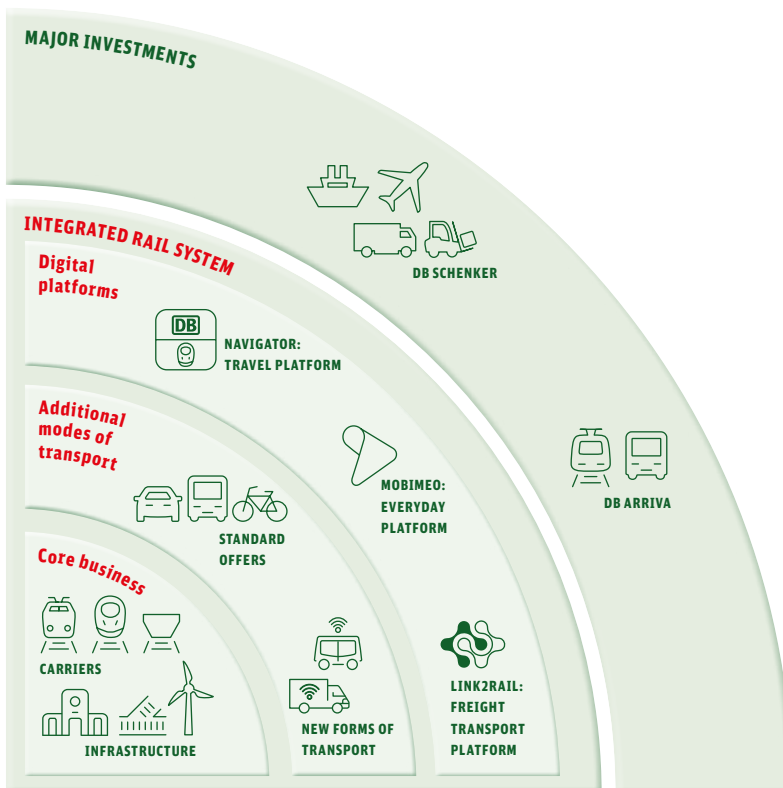 MAJOR INVESTMENTS
DB SCHENKER
DB ARRIVA
INTEGRATED RAIL SYSTEM
Digital
platforms
DB
NAVIGATOR:
TRAVEL PLATFORM
MOBIMEO:
EVERYDAY
PLATFORM
LINK2RAIL:
FREIGHT
TRANSPORT
PLATFORM
Additional
modes of
transport
STANDARD
OFFERS
NEW FORMS OF
TRANSPORT
Core business
CARRIERS
INFRASTRUCTURE